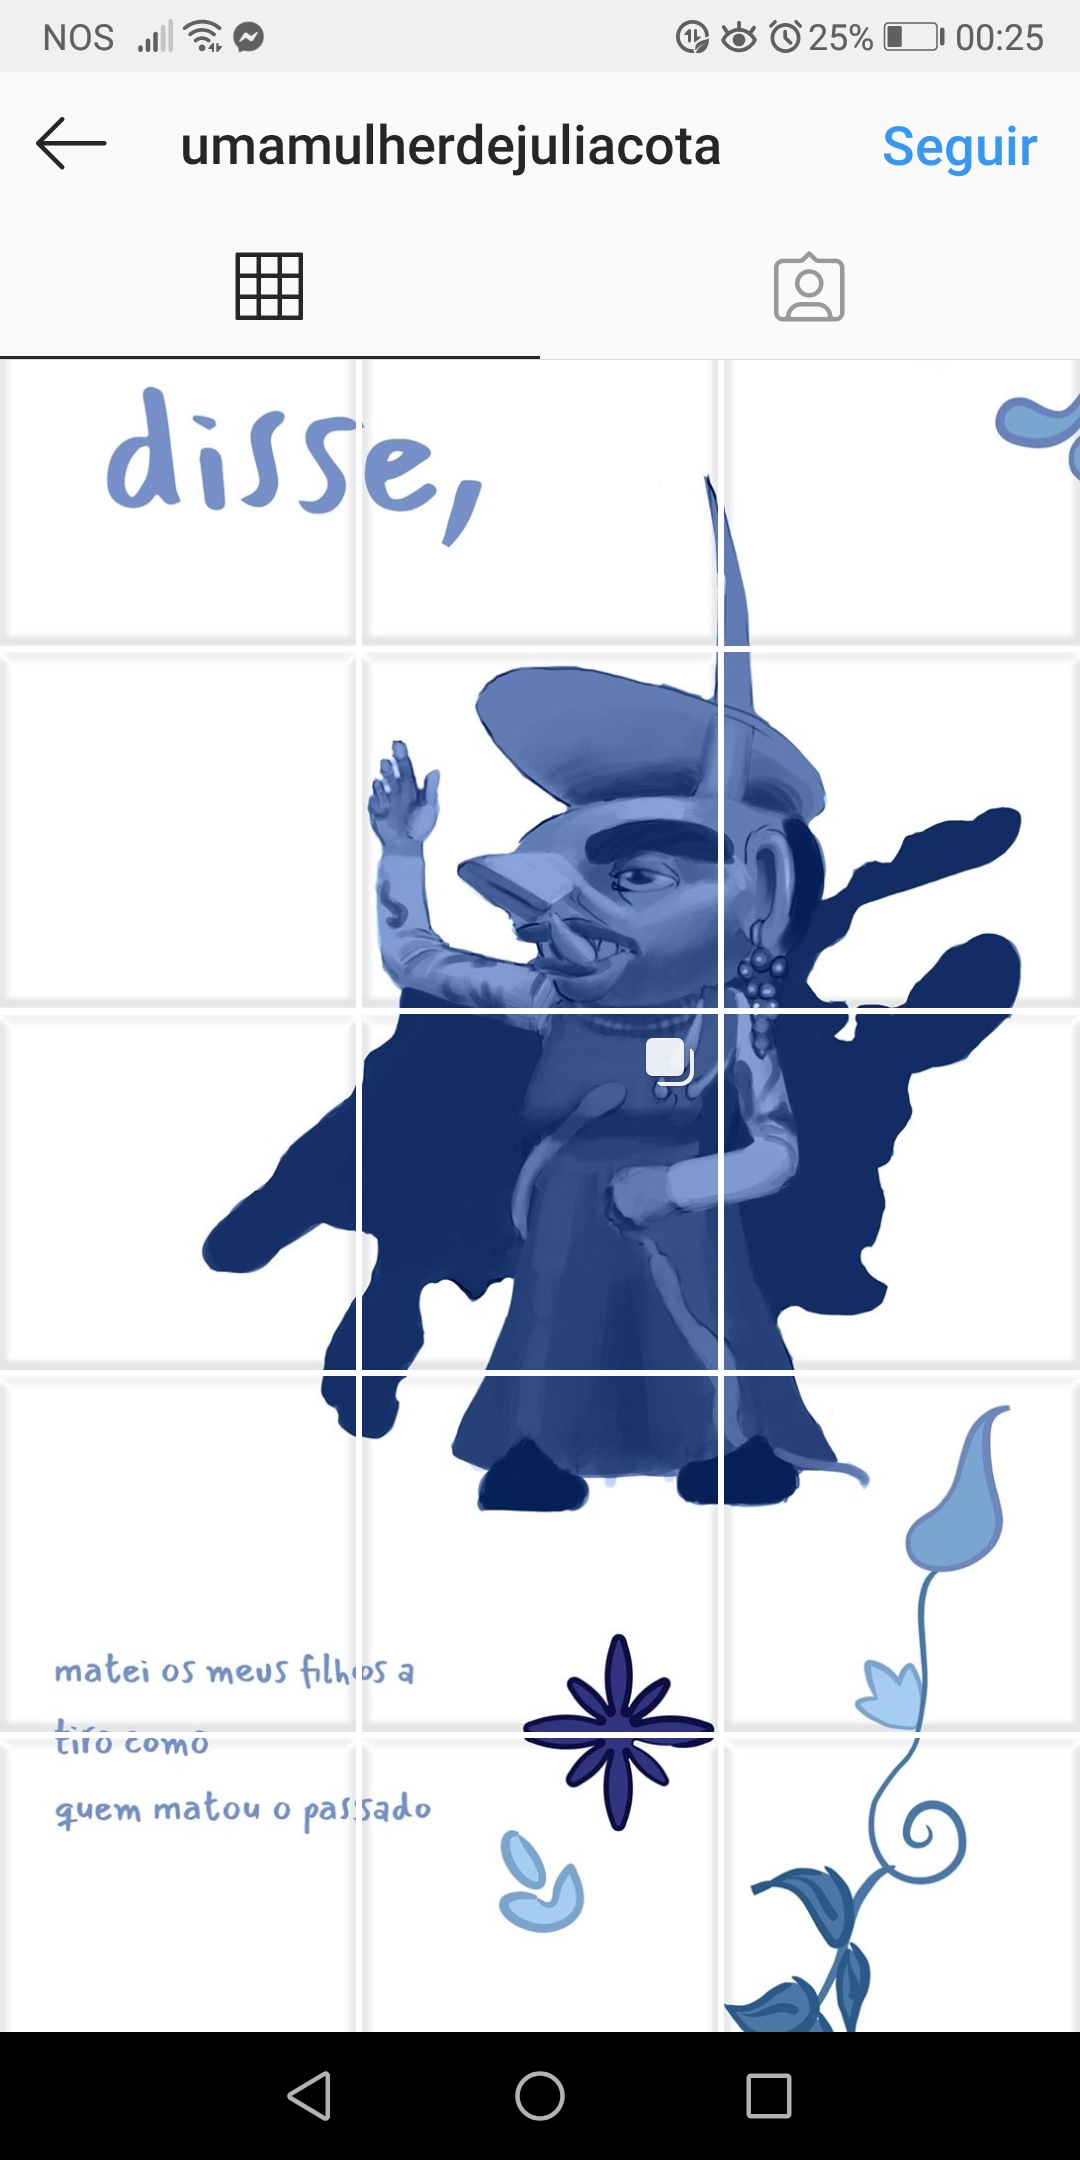 NOS 25% 00:25
umamulherdejuliacota Seguir
disse,
matei os meus filhos a
tiro como
quem matou o passado